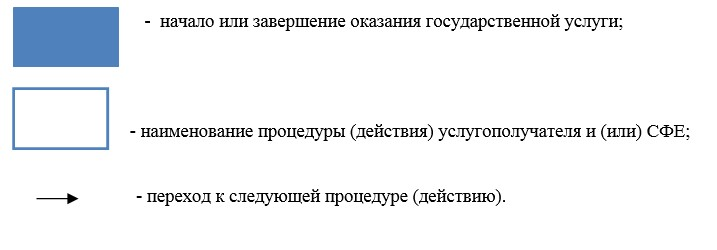 - начало или завершение оказания государственной услуги;
- наименование процедуры (действия) услугополучателя и (или) СФЕ;
- переход к следующей процедуре (действию).